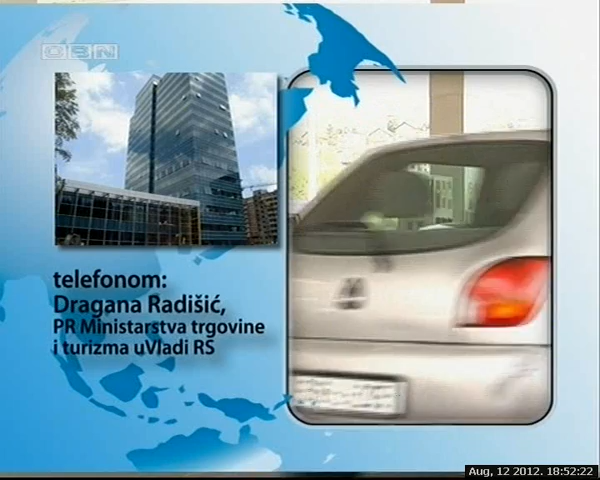 OBN
telefonom:
Dragana Radišić,
PR Ministarstva trgovine
i turizma uVladi RS
Aug, 12 2012. 18:52:22